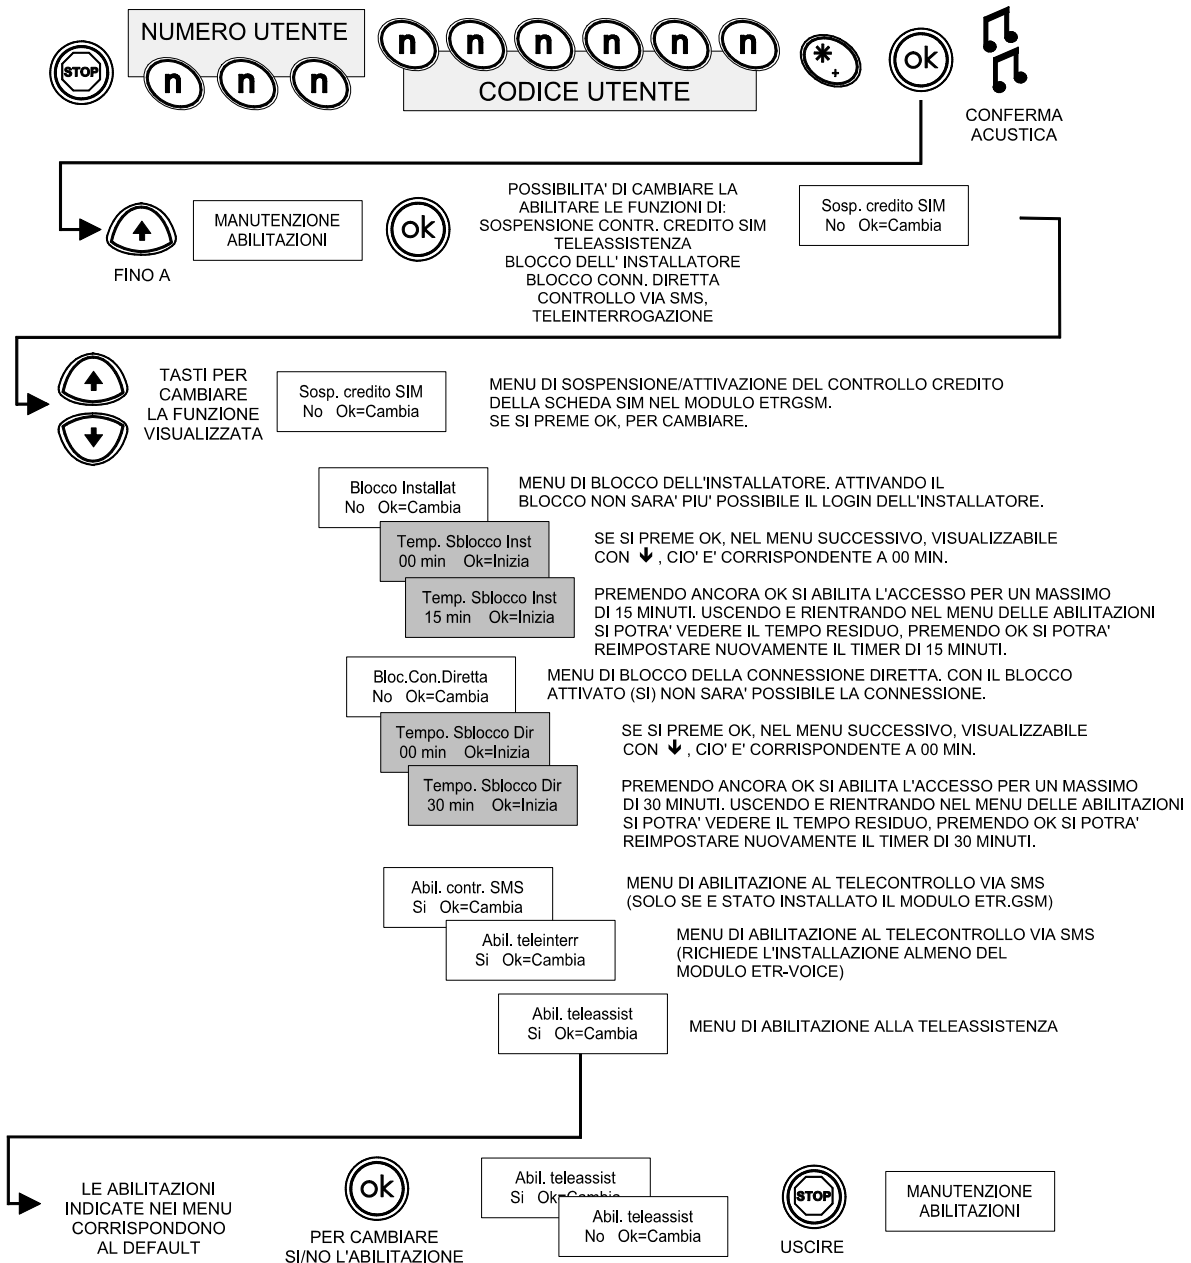 NUMERO UTENTE
STOP
n n n
n n n n n n
CODICE UTENTE
* +
ok
CONFERMA
ACUSTICA
FINO A
MANUTENZIONE
ABILITAZIONI
ok
POSSIBILITA' DI CAMBIARE LA
ABILITARE LE FUNZIONI DI:
SOSPENSIONE CONTR. CREDITO SIM
TELEASSISTENZA
BLOCCO DELL' INSTALLATORE
BLOCCO CONN. DIRETTA
CONTROLLO VIA SMS,
TELEINTERROGAZIONE
Sosp. credito SIM
No Ok=Cambia
TASTI PER
CAMBIARE
LA FUNZIONE
VISUALIZZATA
Sosp. credito SIM
No Ok=Cambia
MENU DI SOSPENSIONE/ATTIVAZIONE DEL CONTROLLO CREDITO
DELLA SCHEDA SIM NEL MODULO ETRGSM.
SE SI PREME OK, PER CAMBIARE.
Blocco Installat
No Ok=Cambia
MENU DI BLOCCO DELL'INSTALLATORE. ATTIVANDO IL
BLOCCO NON SARA' PIU' POSSIBILE IL LOGIN DELL'INSTALLATORE.
Temp. Sblocco Inst
00 min Ok=Inizia
SE SI PREME OK, NEL MENU SUCCESSIVO, VISUALIZZABILE
CON ↓ , CIO' E' CORRISPONDENTE A 00 MIN.
Temp. Sblocco Inst
15 min Ok=Inizia
PREMENDO ANCORA OK SI ABILITA L'ACCESSO PER UN MASSIMO
DI 15 MINUTI. USCENDO E RIENTRANDO NEL MENU DELLE ABILITAZIONI
SI POTRA' VEDERE IL TEMPO RESIDUO, PREMENDO OK SI POTRA'
REIMPOSTARE NUOVAMENTE IL TIMER DI 15 MINUTI.
Bloc.Con.Diretta
No Ok=Cambia
MENU DI BLOCCO DELLA CONNESSIONE DIRETTA. CON IL BLOCCO
ATTIVATO (SI) NON SARA' POSSIBILE LA CONNESSIONE.
Tempo. Sblocco Dir
00 min Ok=Inizia
SE SI PREME OK, NEL MENU SUCCESSIVO, VISUALIZZABILE
CON ↓ , CIO' E' CORRISPONDENTE A 00 MIN.
Tempo. Sblocco Dir
30 min Ok=Inizia
PREMENDO ANCORA OK SI ABILITA L'ACCESSO PER UN MASSIMO
DI 30 MINUTI. USCENDO E RIENTRANDO NEL MENU DELLE ABILITAZIONI
SI POTRA' VEDERE IL TEMPO RESIDUO, PREMENDO OK SI POTRA'
REIMPOSTARE NUOVAMENTE IL TIMER DI 30 MINUTI.
Abil. contr. SMS
Si Ok=Cambia
MENU DI ABILITAZIONE AL TELECONTROLLO VIA SMS
(SOLO SE E STATO INSTALLATO IL MODULO ETR.GSM)
Abil. teleinterr
Si Ok=Cambia
MENU DI ABILITAZIONE AL TELECONTROLLO VIA SMS
(RICHIEDE L'INSTALLAZIONE ALMENO DEL
MODULO ETR-VOICE)
Abil. teleassist
Si Ok=Cambia
MENU DI ABILITAZIONE ALLA TELEASSISTENZA
LE ABILITAZIONI
INDICATE NEI MENU
CORRISPONDONO
AL DEFAULT
ok
PER CAMBIARE
SI/NO L'ABILITAZIONE
Abil. teleassist
Si Ok=Cambia
Abil. teleassist
No Ok=Cambia
STOP
USCIRE
MANUTENZIONE
ABILITAZIONI